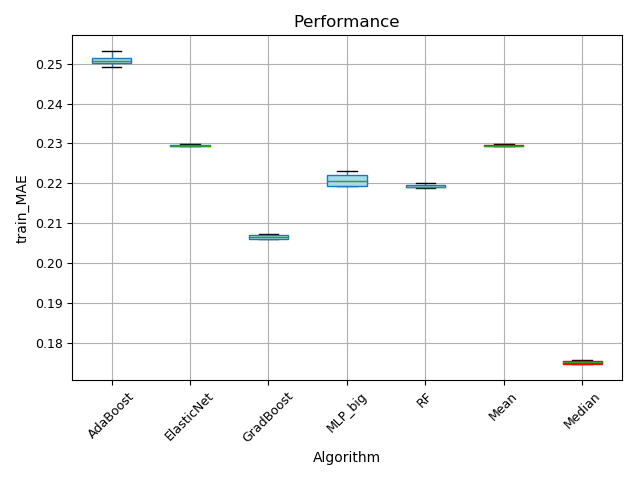 Performance
train_MAE
0.25
0.24
0.23
0.22
0.21
0.20
0.19
0.18
AdaBoost
ElasticNet
GradBoost
MLP_big
RF
Mean
Median
Algorithm